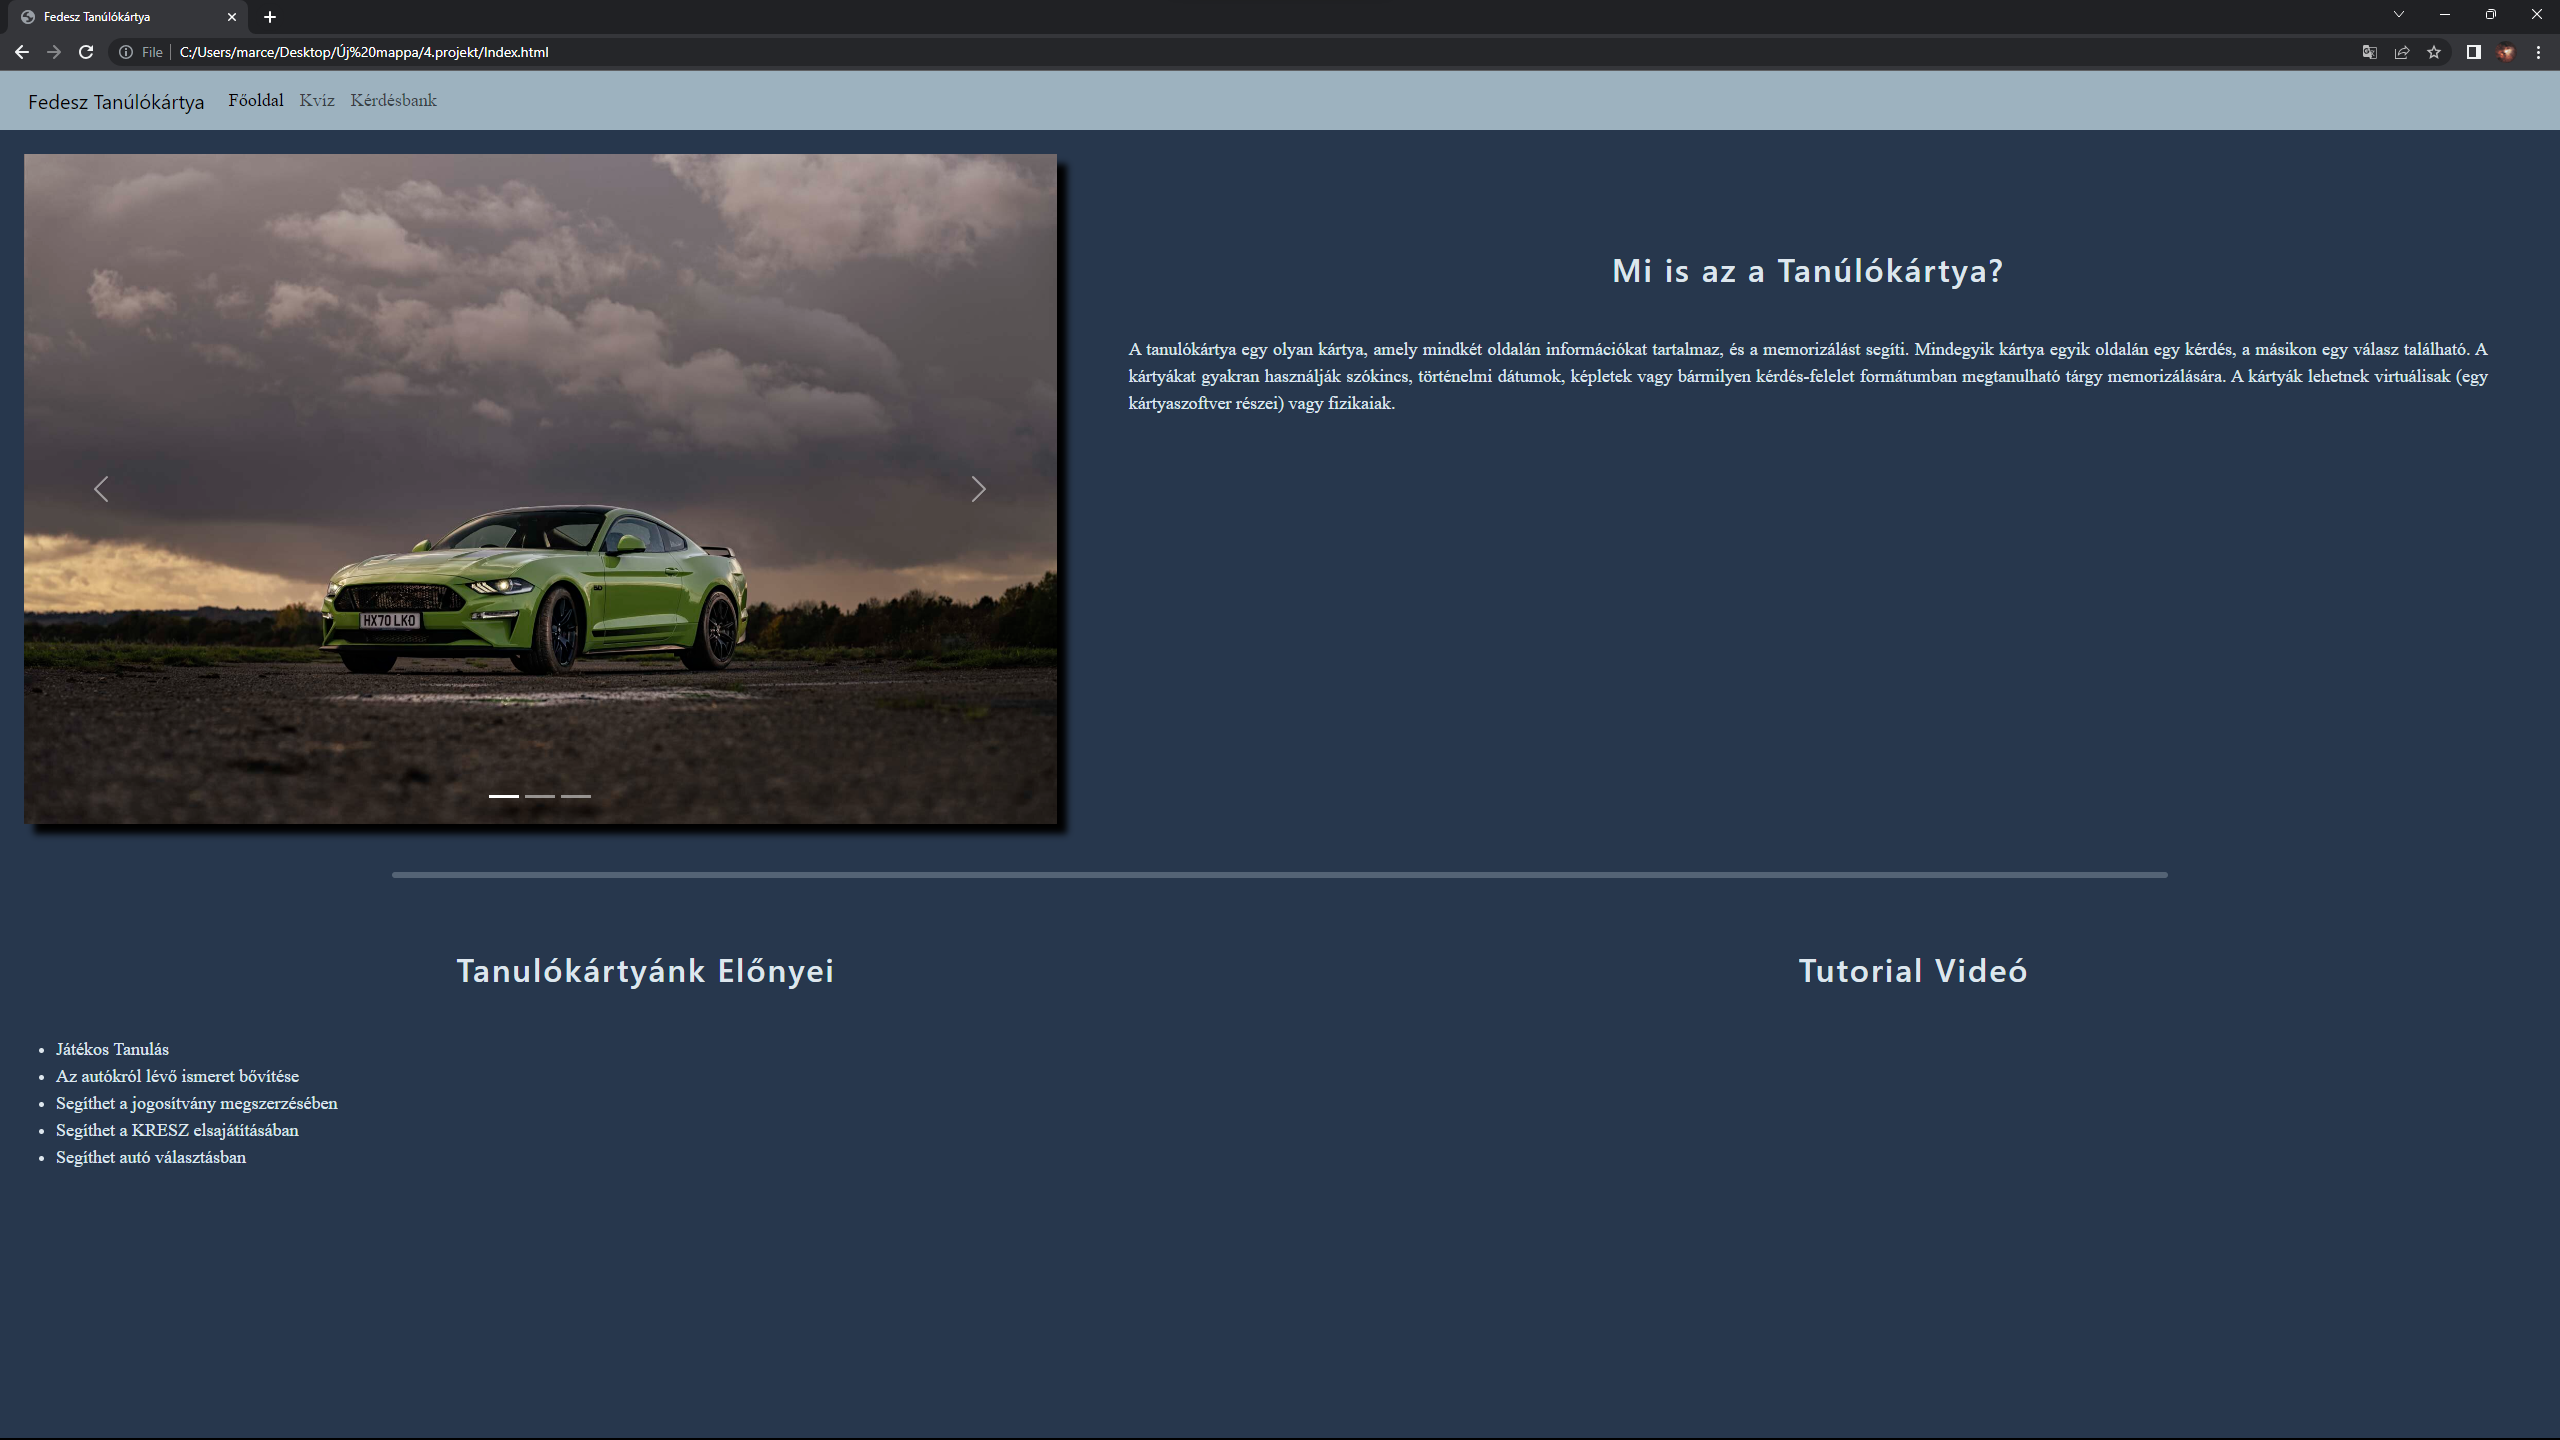 Fedesz Tanúlókártya
File
C:/Users/marce/Desktop/Új%20mappa/4.projekt/Index.html
Fedesz Tanúlókártya Főoldal Kvíz Kérdésbank
HX70 LKO
Mi is az a Tanúlókártya?
A tanulókártya egy olyan kártya, amely mindkét oldalán információkat tartalmaz, és a memorizálást segíti. Mindegyik kártya egyik oldalán egy kérdés, a másikon egy válasz található. A
kártyákat gyakran használják szókincs, történelmi dátumok, képletek vagy bármilyen kérdés-felelet formátumban megtanulható tárgy memorizálására. A kártyák lehetnek virtuálisak (egy
kártyaszoftver részei) vagy fizikaiak.
Tanulókártyánk Előnyei
Játékos Tanulás
Az autókról lévő ismeret bővítése
Segíthet a jogosítvány megszerzésében
Segíthet a KRESZ elsajátításában
Segíthet autó választásban
Tutorial Videó